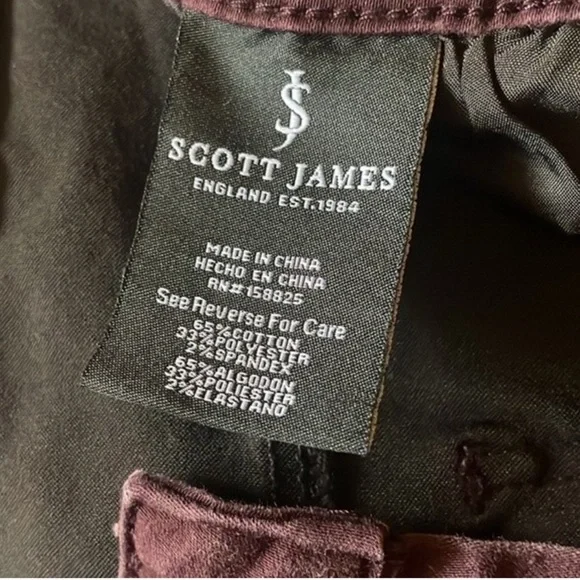 SCOTT JAMES
ENGLAND EST.1984
MADE IN CHINA
HECHO EN CHINA
RN#158825
See Reverse For Care
65%COTTON
33%POLYESTER
2%SPANDEX
65%ALGODON
33%POLIESTER
2%ELASTANO